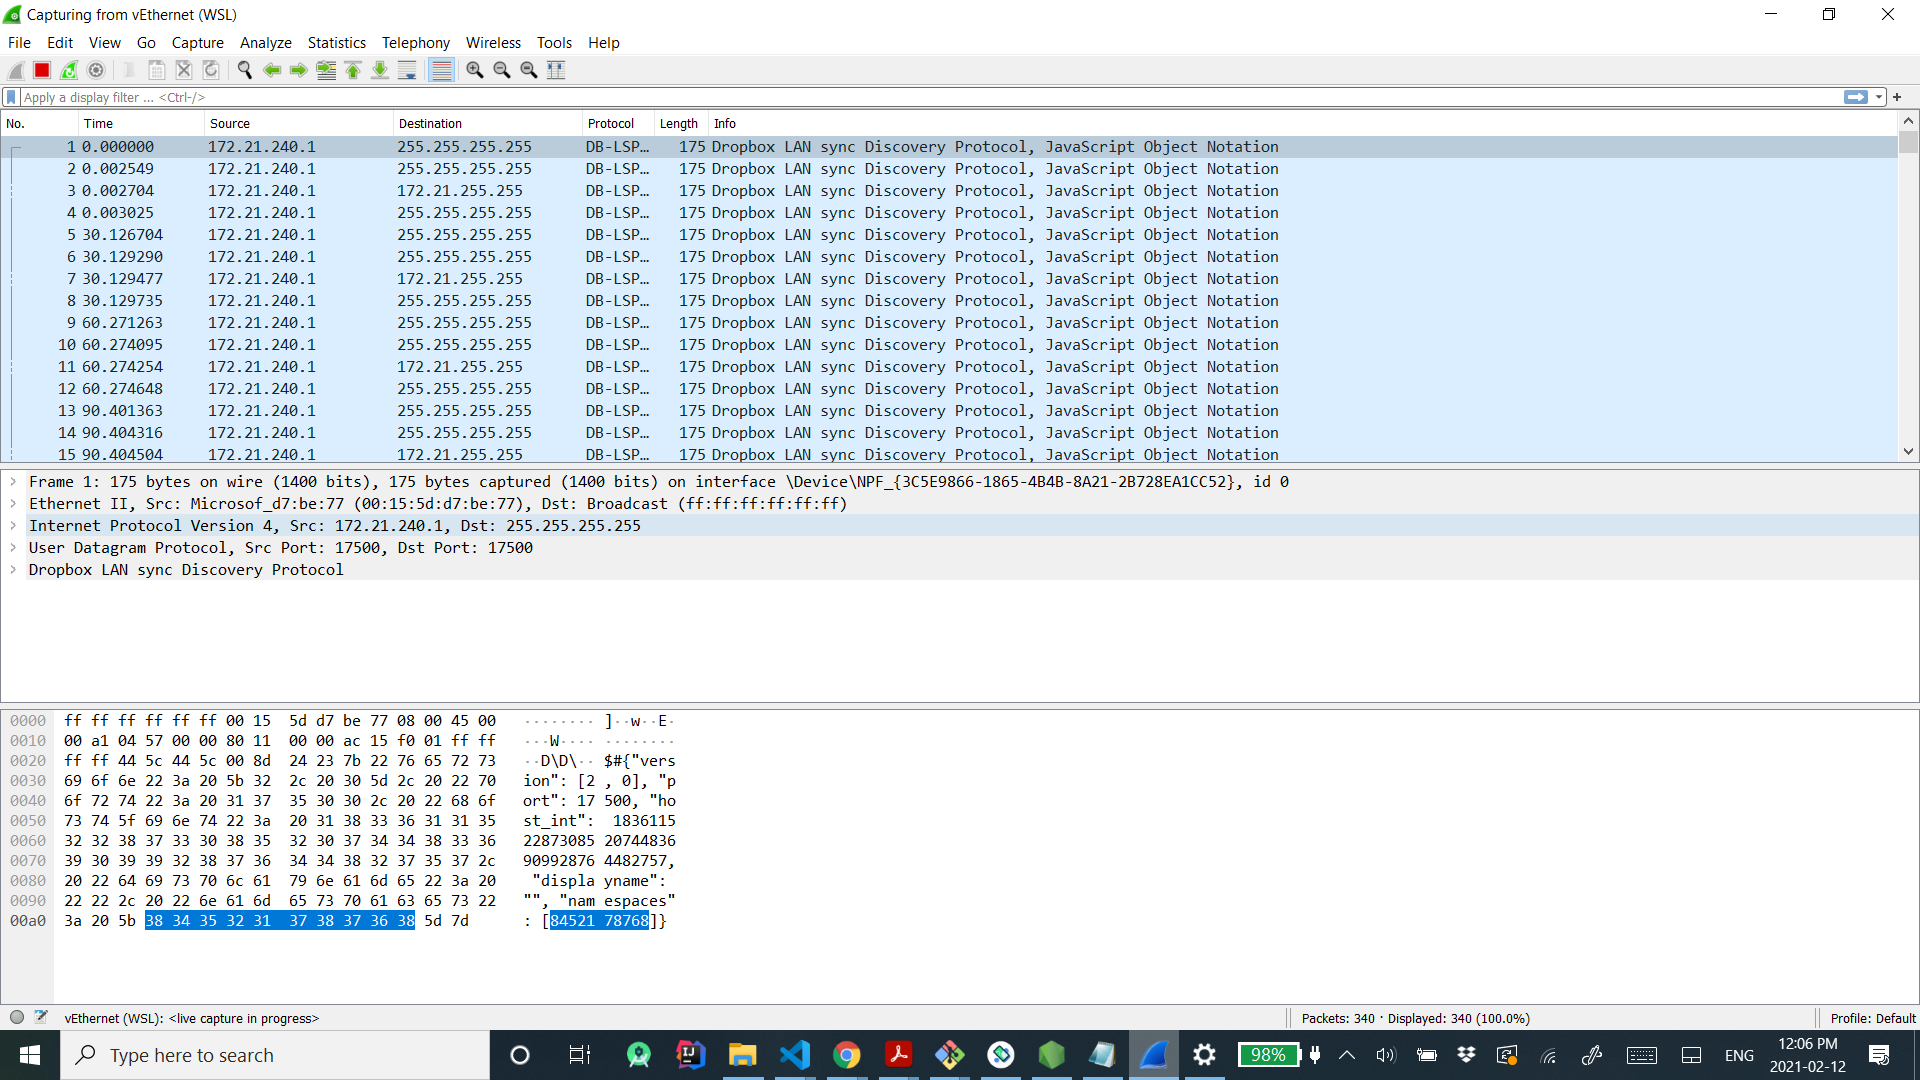 Capturing from vEthernet (WSL)
File Edit View Go Capture Analyze Statistics Telephony Wireless Tools Help
Apply a display filter ... <Ctrl-/>
No. Time Source Destination Protocol Length Info
1 0.000000 172.21.240.1 255.255.255.255 DB-LSP… 175 Dropbox LAN sync Discovery Protocol, JavaScript Object Notation
2 0.002549 172.21.240.1 255.255.255.255 DB-LSP… 175 Dropbox LAN sync Discovery Protocol, JavaScript Object Notation
3 0.002704 172.21.240.1 172.21.255.255 DB-LSP… 175 Dropbox LAN sync Discovery Protocol, JavaScript Object Notation
4 0.003025 172.21.240.1 255.255.255.255 DB-LSP… 175 Dropbox LAN sync Discovery Protocol, JavaScript Object Notation
5 30.126704 172.21.240.1 255.255.255.255 DB-LSP… 175 Dropbox LAN sync Discovery Protocol, JavaScript Object Notation
6 30.129290 172.21.240.1 255.255.255.255 DB-LSP… 175 Dropbox LAN sync Discovery Protocol, JavaScript Object Notation
7 30.129477 172.21.240.1 172.21.255.255 DB-LSP… 175 Dropbox LAN sync Discovery Protocol, JavaScript Object Notation
8 30.129735 172.21.240.1 255.255.255.255 DB-LSP… 175 Dropbox LAN sync Discovery Protocol, JavaScript Object Notation
9 60.271263 172.21.240.1 255.255.255.255 DB-LSP… 175 Dropbox LAN sync Discovery Protocol, JavaScript Object Notation
10 60.274095 172.21.240.1 255.255.255.255 DB-LSP… 175 Dropbox LAN sync Discovery Protocol, JavaScript Object Notation
11 60.274254 172.21.240.1 172.21.255.255 DB-LSP… 175 Dropbox LAN sync Discovery Protocol, JavaScript Object Notation
12 60.274648 172.21.240.1 255.255.255.255 DB-LSP… 175 Dropbox LAN sync Discovery Protocol, JavaScript Object Notation
13 90.401363 172.21.240.1 255.255.255.255 DB-LSP… 175 Dropbox LAN sync Discovery Protocol, JavaScript Object Notation
14 90.404316 172.21.240.1 255.255.255.255 DB-LSP… 175 Dropbox LAN sync Discovery Protocol, JavaScript Object Notation
15 90.404504 172.21.240.1 172.21.255.255 DB-LSP… 175 Dropbox LAN sync Discovery Protocol, JavaScript Object Notation
Frame 1: 175 bytes on wire (1400 bits), 175 bytes captured (1400 bits) on interface \Device\NPF_{3C5E9866-1865-4B4B-8A21-2B728EA1CC52}, id 0
Ethernet II, Src: Microsof_d7:be:77 (00:15:5d:d7:be:77), Dst: Broadcast (ff:ff:ff:ff:ff:ff)
Internet Protocol Version 4, Src: 172.21.240.1, Dst: 255.255.255.255
User Datagram Protocol, Src Port: 17500, Dst Port: 17500
Dropbox LAN sync Discovery Protocol
0000 ff ff ff ff ff ff 00 15 5d d7 be 77 08 00 45 00 ········ ]··w··E·
0010 00 a1 04 57 00 00 80 11 00 00 ac 15 f0 01 ff ff ···W···· ········
0020 ff ff 44 5c 44 5c 00 8d 24 23 7b 22 76 65 72 73 ··D\D\·· $#{"vers
0030 69 6f 6e 22 3a 20 5b 32 2c 20 30 5d 2c 20 22 70 ion": [2 , 0], "p
0040 6f 72 74 22 3a 20 31 37 35 30 30 2c 20 22 68 6f ort": 17 500, "ho
0050 73 74 5f 69 6e 74 22 3a 20 31 38 33 36 31 31 35 st_int": 1836115
0060 32 32 38 37 33 30 38 35 32 30 37 34 34 38 33 36 22873085 20744836
0070 39 30 39 39 32 38 37 36 34 34 38 32 37 35 37 2c 90992876 4482757,
0080 20 22 64 69 73 70 6c 61 79 6e 61 6d 65 22 3a 20 "displa yname":
0090 22 22 2c 20 22 6e 61 6d 65 73 70 61 63 65 73 22 "", "nam espaces"
00a0 3a 20 5b 38 34 35 32 31 37 38 37 36 38 5d 7d : [84521 78768]}
vEthernet (WSL): <live capture in progress> Packets: 340 · Displayed: 340 (100.0%) Profile: Default
Type here to search 98% ENG 12:06 PM
2021-02-12